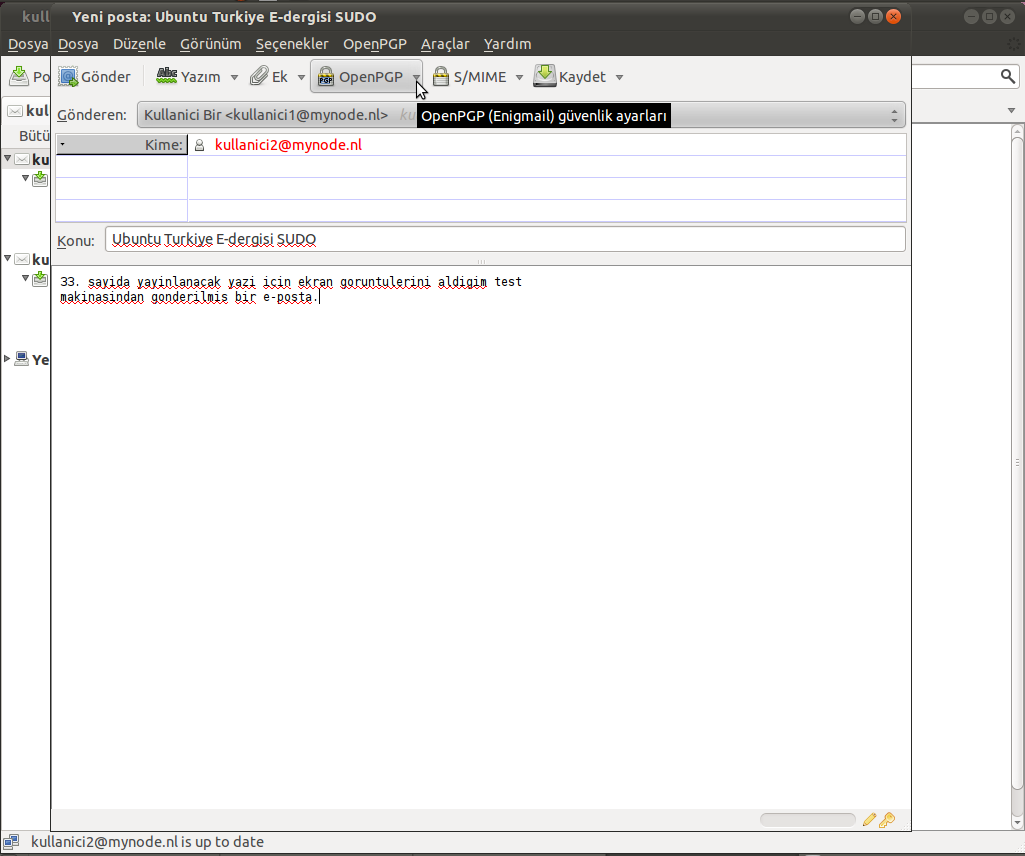 kull
Yeni posta: Ubuntu Turkiye E-dergisi SUDO
Dosya
Dosya Düzenle Görünüm Seçenekler OpenPGP Araçlar Yardım
Po
Gönder Abc Yazım Ek PGP OpenPGP S/MIME Kaydet
kul
Gönderen: Kullanici Bir <kullanici1@mynode.nl> ku
OpenPGP (Enigmail) güvenlik ayarları
Bütü
Kime: kullanici2@mynode.nl
ku
Konu: Ubuntu Turkiye E-dergisi SUDO
ku
33. sayida yayinlanacak yazi icin ekran goruntulerini aldigim test
makinasindan gonderilmis bir e-posta.
Ye
kullanici2@mynode.nl is up to date